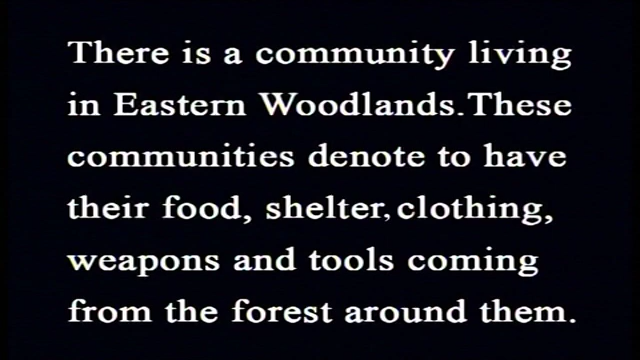 There is a community living
in Eastern Woodlands.These
communities denote to have
their food, shelter, clothing,
weapons and tools coming
from the forest around them.